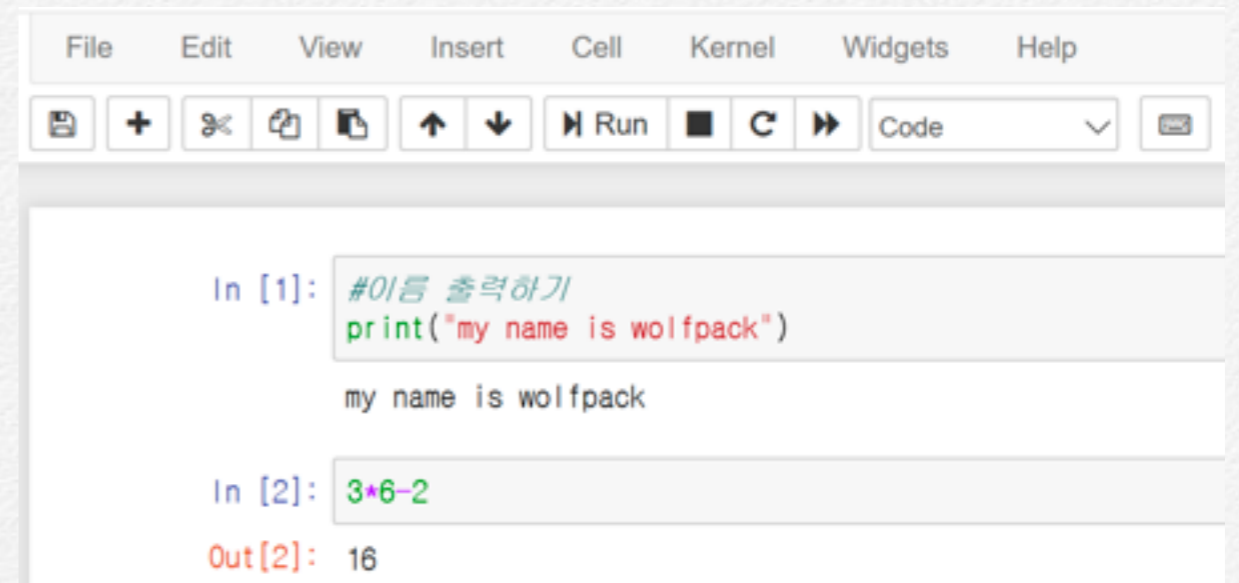 File Edit View Insert Cell Kernel Widgets Help
Run Code
In [1]: #이름 출력하기
print("my name is wolfpack")
my name is wolfpack
In [2]: 3*6-2
Out[2]: 16